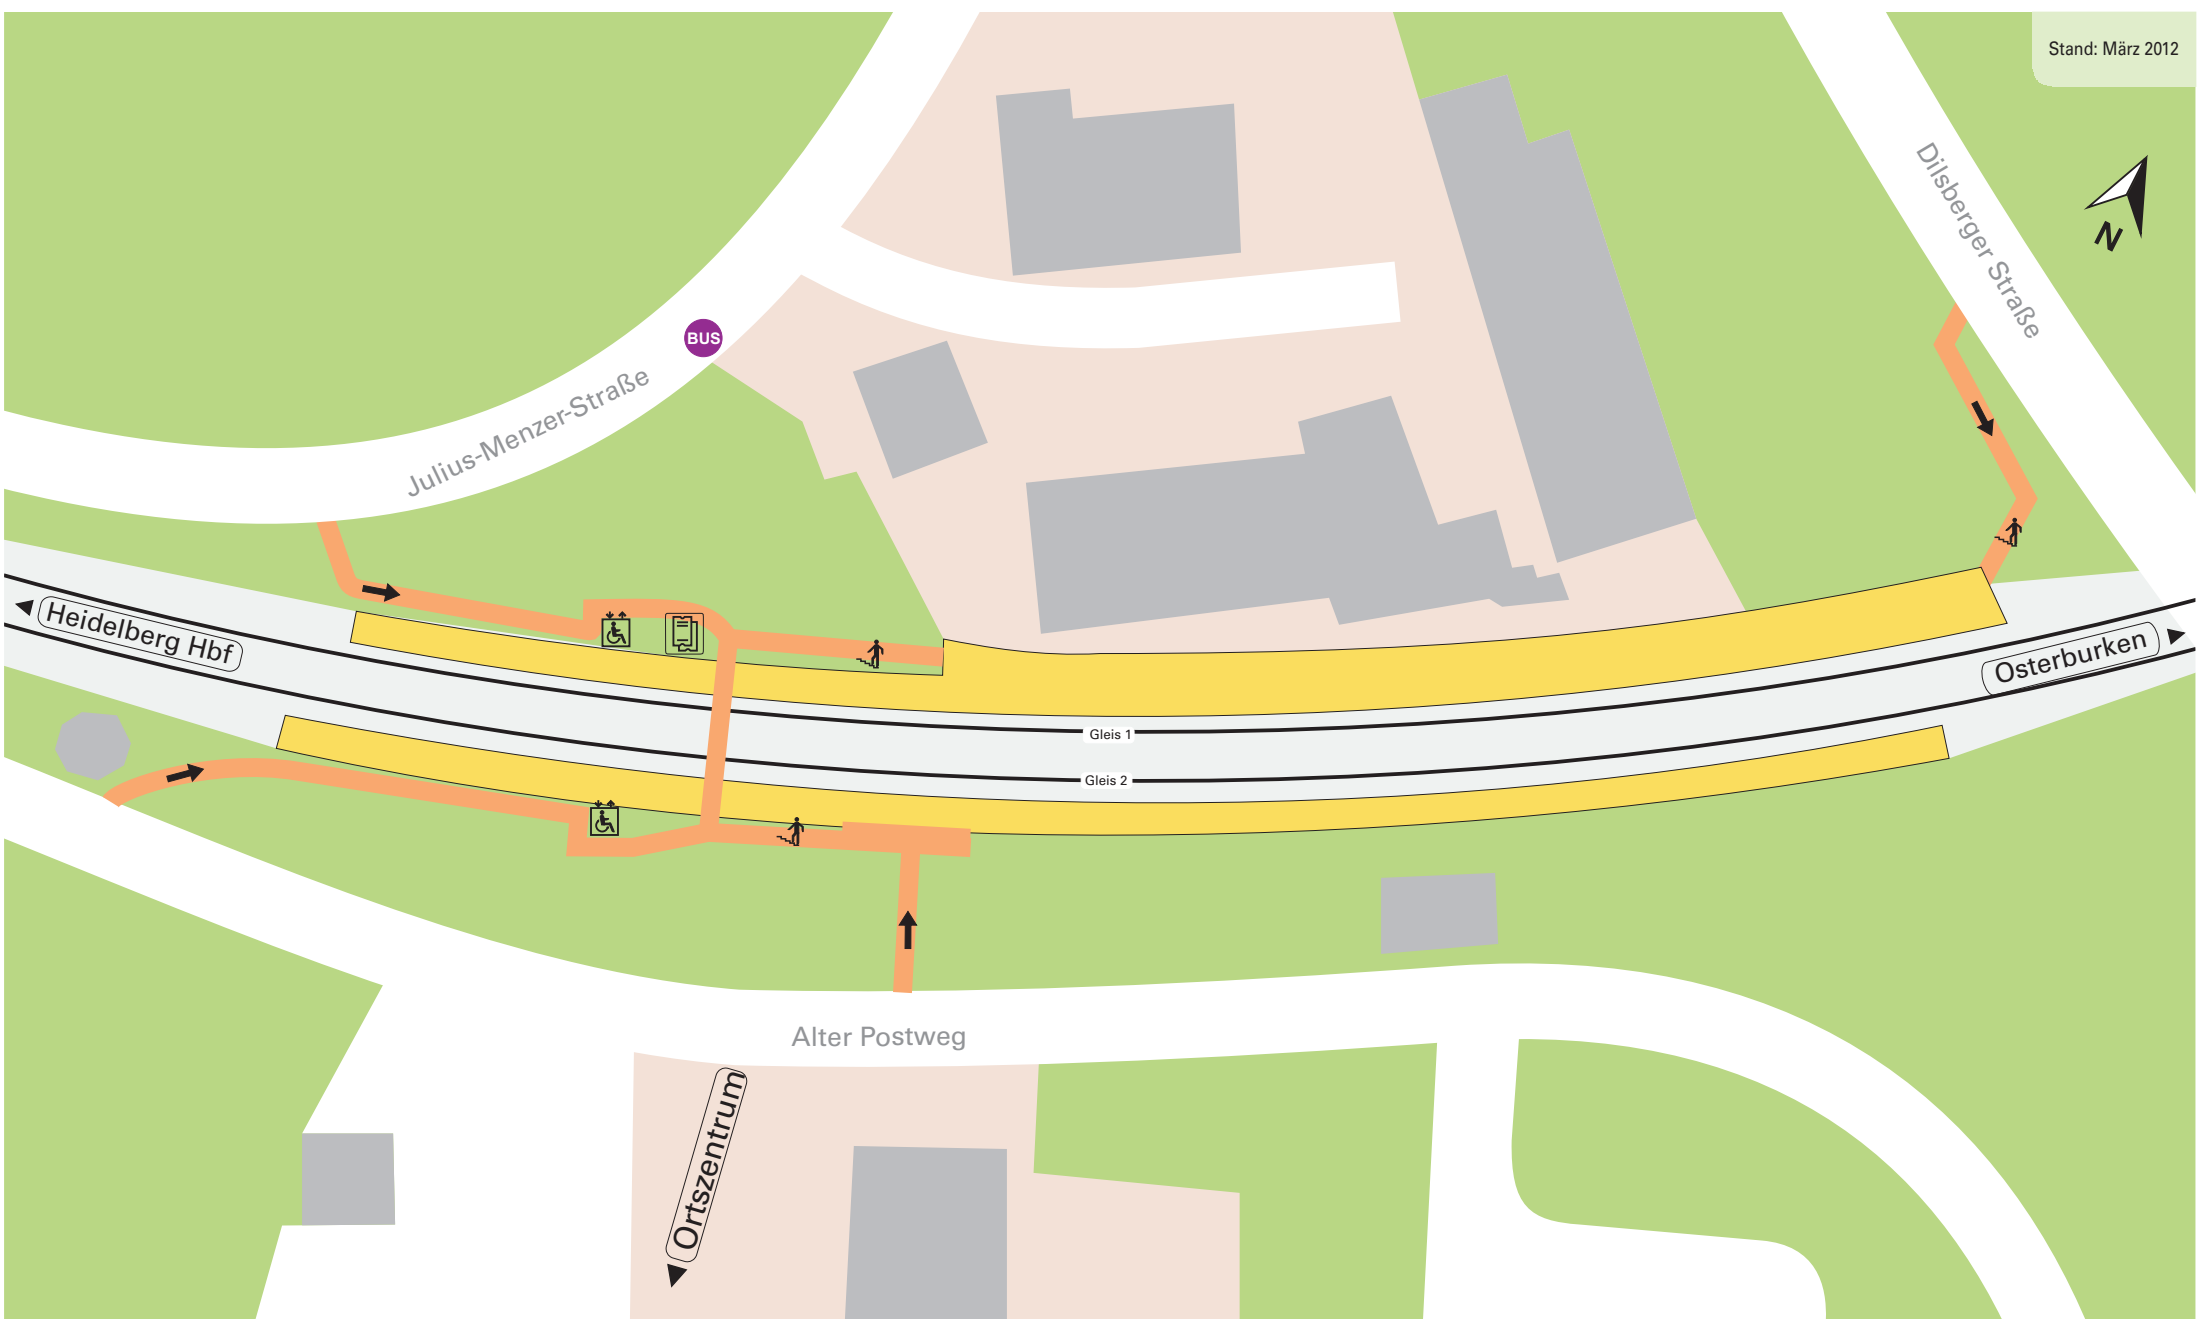 Stand: März 2012
Dilsberger Straße
N
BUS
Julius-Menzer-Straße
Heidelberg Hbf
Osterburken
Gleis 1
Gleis 2
Alter Postweg
Ortszentrum